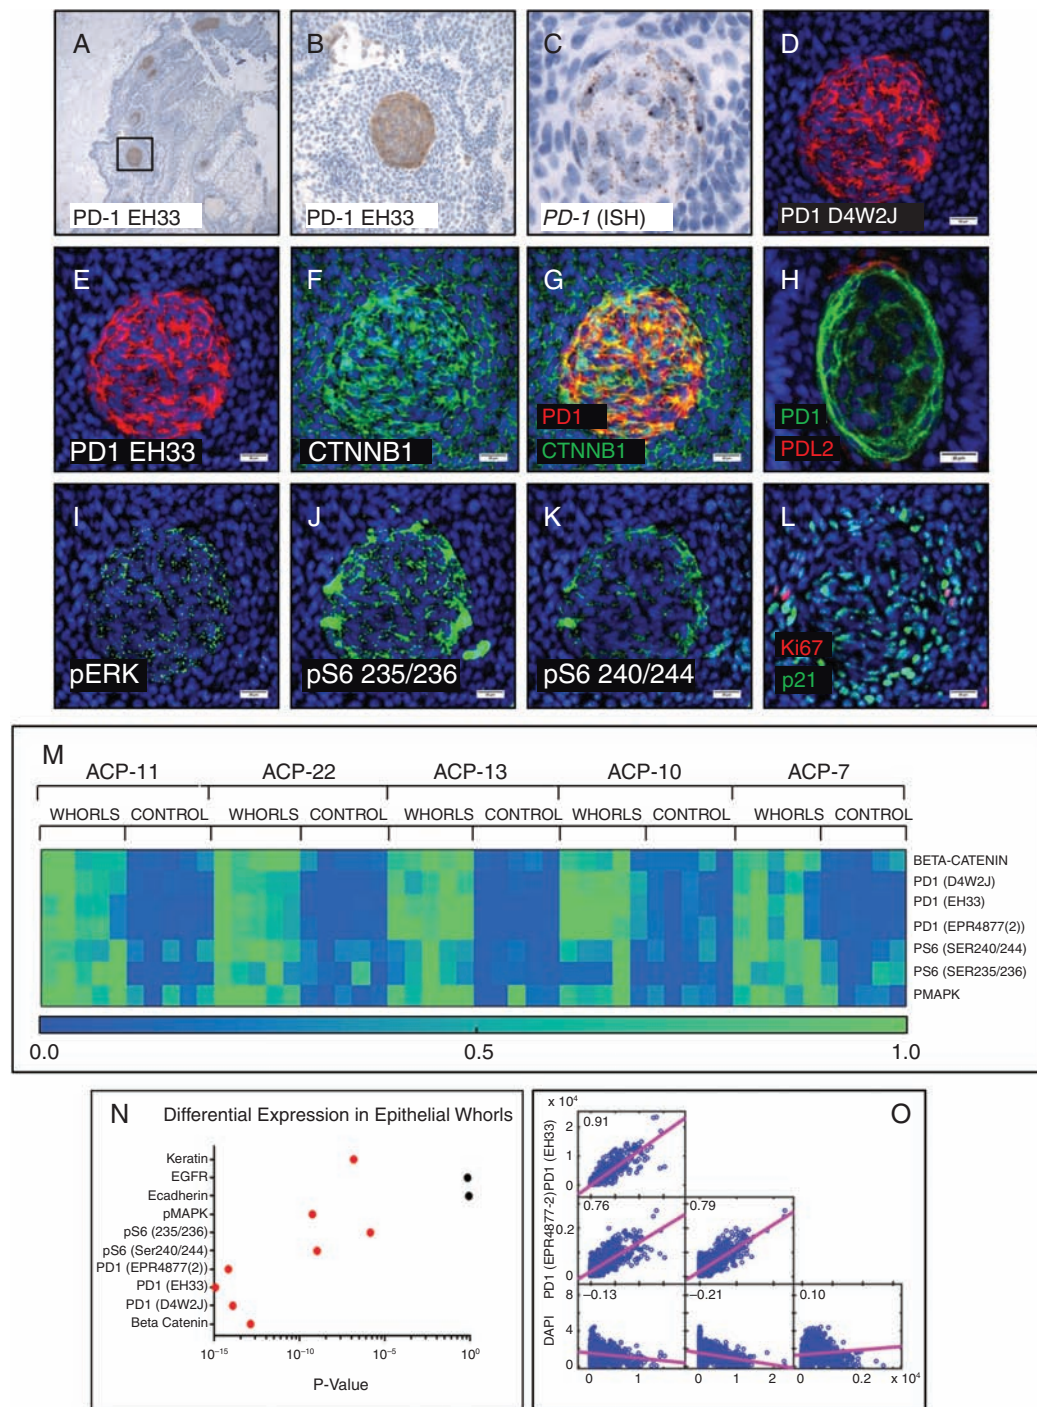 A
PD-1 EH33
B
PD-1 EH33
C
PD-1 (ISH)
D
PD1 D4W2J
E
PD1 EH33
F
CTNNB1
G
PD1
CTNNB1
H
PD1
PDL2
I
pERK
J
pS6 235/236
K
pS6 240/244
L
Ki67
p21
M
ACP-11 ACP-22 ACP-13 ACP-10 ACP-7
WHORLS CONTROL WHORLS CONTROL WHORLS CONTROL WHORLS CONTROL WHORLS CONTROL
BETA-CATENIN
PD1 (D4W2J)
PD1 (EH33)
PD1 (EPR4877(2))
PS6 (SER240/244)
PS6 (SER235/236)
PMAPK
0.0 0.5 1.0
N Differential Expression in Epithelial Whorls
Keratin
EGFR
Ecadherin
pMAPK
pS6 (235/236)
pS6 (Ser240/244)
PD1 (EPR4877(2))
PD1 (EH33)
PD1 (D4W2J)
Beta Catenin
10⁻¹⁵ 10⁻¹⁰ 10⁻⁵ 10⁰
P-Value
O
x 10⁴
PD1 (EH33)
2
1
0
0.91
PD1 (EPR4877-2)
0.2
0
0.76 0.79
DAPI
8
4
0
−0.13 −0.21 0.10
0 1 0 1 2 0 0.2 x 10⁴